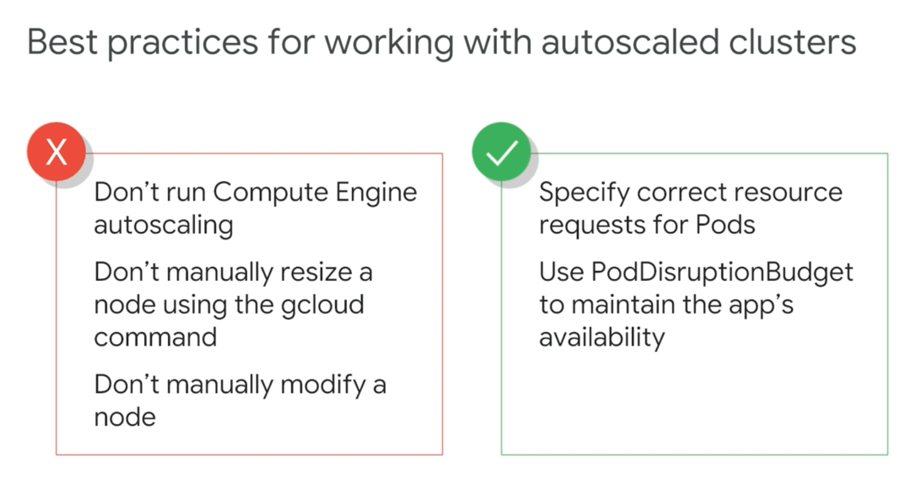 Best practices for working with autoscaled clusters
X
Don't run Compute Engine
autoscaling
Don't manually resize a
node using the gcloud
command
Don't manually modify a
node
Specify correct resource
requests for Pods
Use PodDisruptionBudget
to maintain the app's
availability